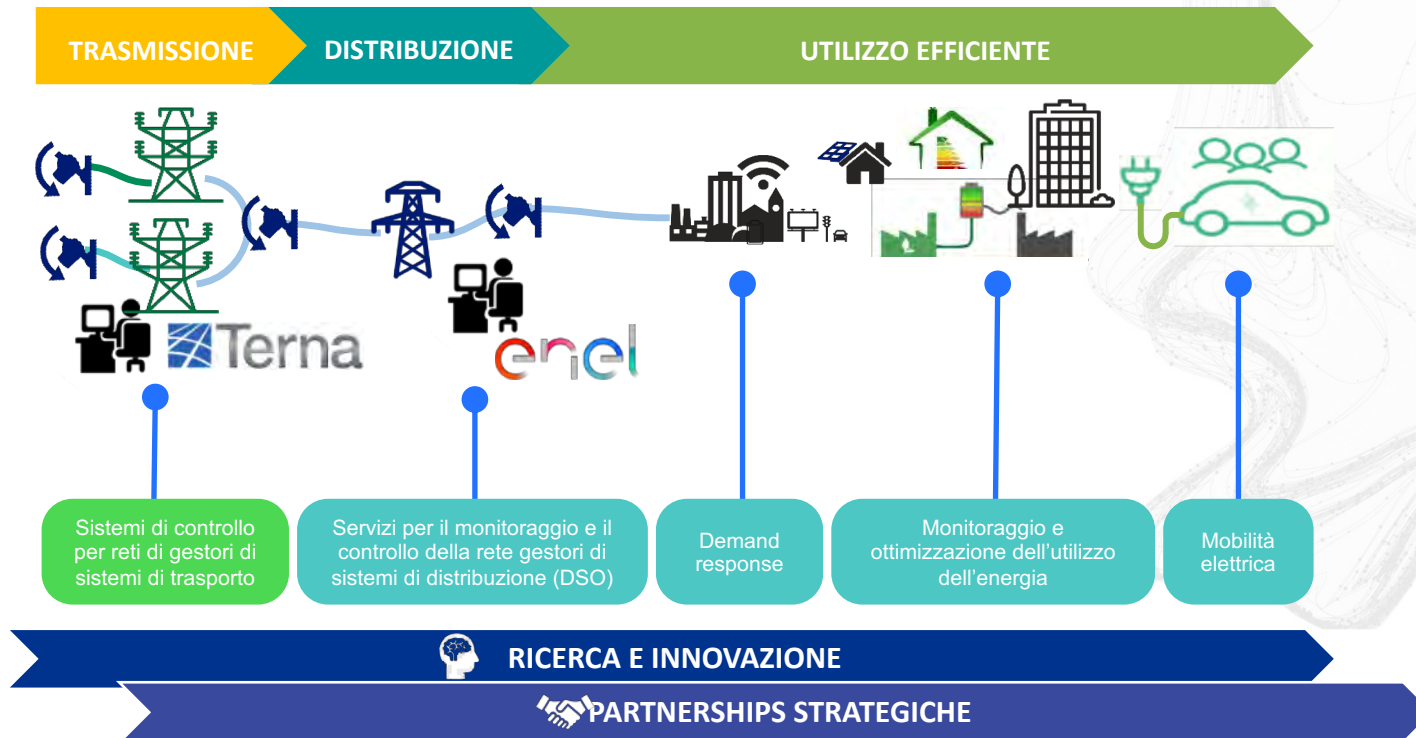 TRASMISSIONE
DISTRIBUZIONE
UTILIZZO EFFICIENTE
Terna
enel
Sistemi di controllo
per reti di gestori di
sistemi di trasporto
Servizi per il monitoraggio e il
controllo della rete gestori di
sistemi di distribuzione (DSO)
Demand
response
Monitoraggio e
ottimizzazione dell'utilizzo
dell'energia
Mobilità
elettrica
RICERCA E INNOVAZIONE
PARTNERSHIPS STRATEGICHE